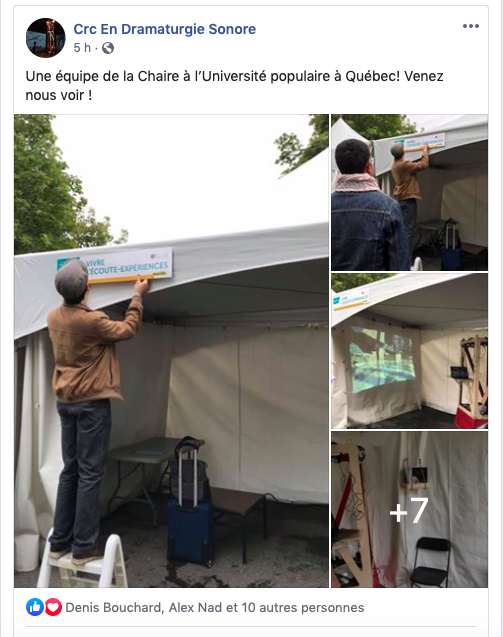 Crc En Dramaturgie Sonore
5 h ·
Une équipe de la Chaire à l'Université populaire à Québec! Venez
nous voir !
VIVRE
L'ÉCOUTE-EXPÉRIENCES
+7
Denis Bouchard, Alex Nad et 10 autres personnes